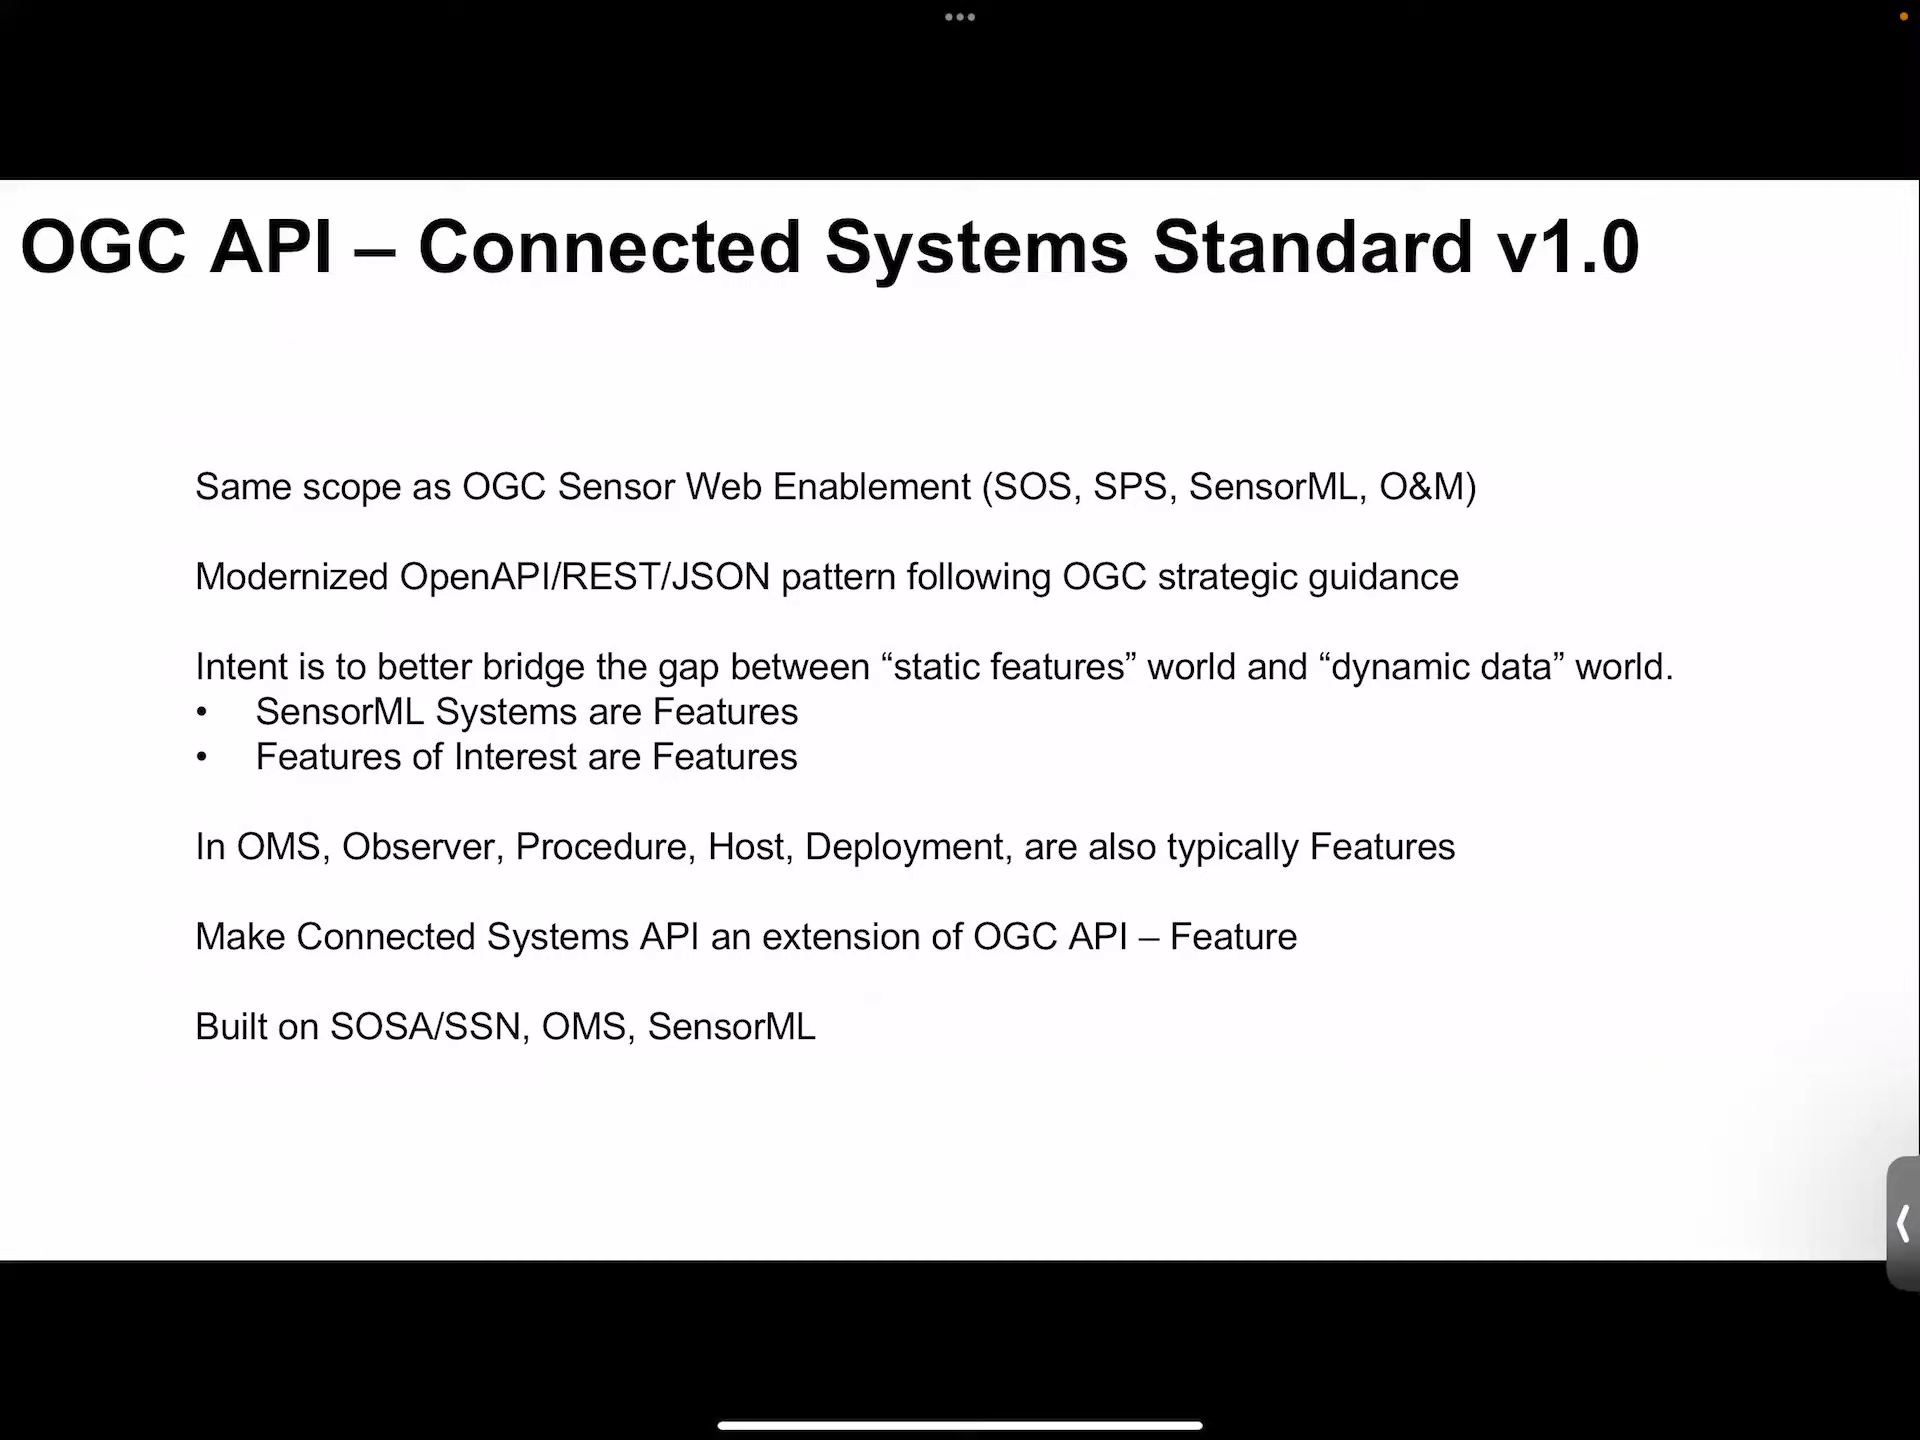 OGC API – Connected Systems Standard v1.0
Same scope as OGC Sensor Web Enablement (SOS, SPS, SensorML, O&M)
Modernized OpenAPI/REST/JSON pattern following OGC strategic guidance
Intent is to better bridge the gap between “static features” world and “dynamic data” world.
• SensorML Systems are Features
• Features of Interest are Features
In OMS, Observer, Procedure, Host, Deployment, are also typically Features
Make Connected Systems API an extension of OGC API – Feature
Built on SOSA/SSN, OMS, SensorML